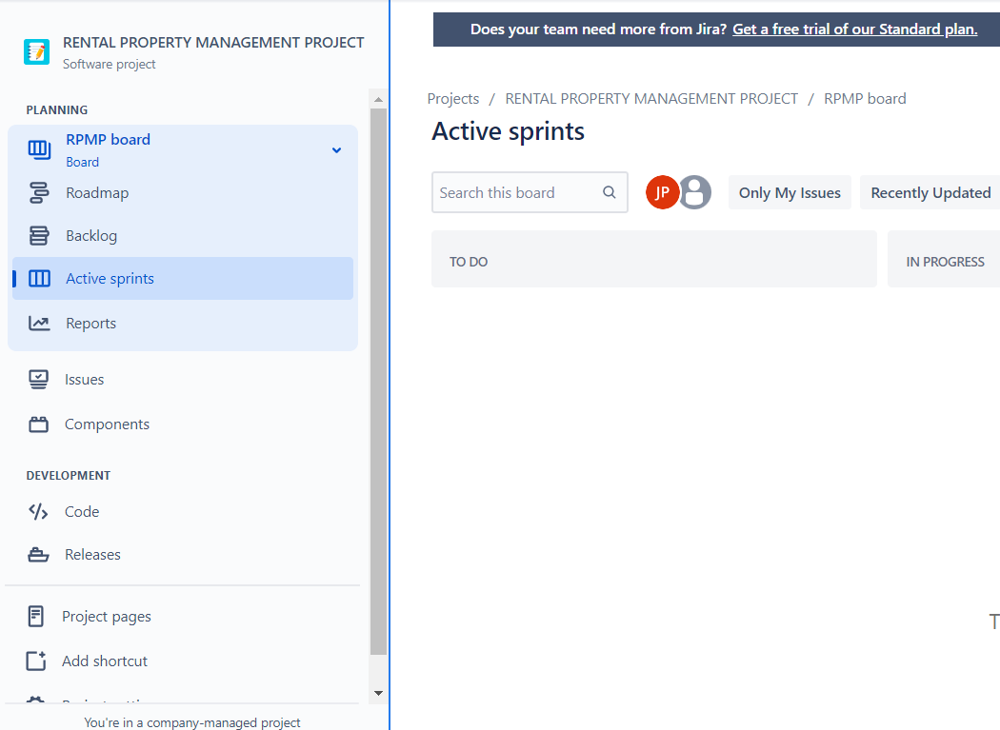 RENTAL PROPERTY MANAGEMENT PROJECT
Software project
PLANNING
RPMP board
Board
Roadmap
Backlog
Active sprints
Reports
Issues
Components
DEVELOPMENT
Code
Releases
Project pages
Add shortcut
You're in a company-managed project
Does your team need more from Jira? Get a free trial of our Standard plan.
Projects / RENTAL PROPERTY MANAGEMENT PROJECT / RPMP board
Active sprints
Search this board
JP
Only My Issues
Recently Updated
TO DO
IN PROGRESS
T